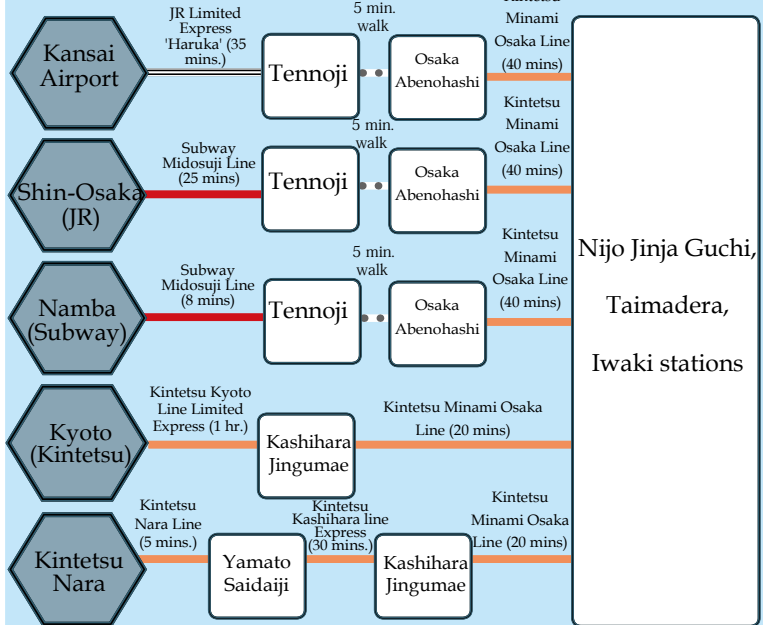 Kansai
Airport
JR Limited
Express
'Haruka' (35
mins.)
Tennoji
5 min.
walk
Osaka
Abenohashi
Kintetsu
Minami
Osaka Line
(40 mins)
Shin-Osaka
(JR)
Subway
Midosuji Line
(25 mins)
Tennoji
5 min.
walk
Osaka
Abenohashi
Kintetsu
Minami
Osaka Line
(40 mins)
Namba
(Subway)
Subway
Midosuji Line
(8 mins)
Tennoji
5 min.
walk
Osaka
Abenohashi
Kintetsu
Minami
Osaka Line
(40 mins)
Kyoto
(Kintetsu)
Kintetsu Kyoto
Line Limited
Express (1 hr.)
Kashihara
Jingumae
Kintetsu Minami Osaka
Line (20 mins)
Kintetsu
Nara
Kintetsu
Nara Line
(5 mins.)
Yamato
Saidaiji
Kintetsu
Kashihara line
Express
(30 mins.)
Kashihara
Jingumae
Kintetsu
Minami Osaka
Line (20 mins)
Nijo Jinja Guchi,
Taimadera,
Iwaki stations